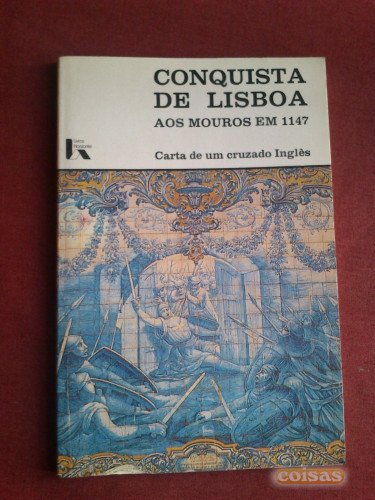 CONQUISTA
DE LISBOA
AOS MOUROS EM 1147
Carta de um cruzado Inglês
coisas